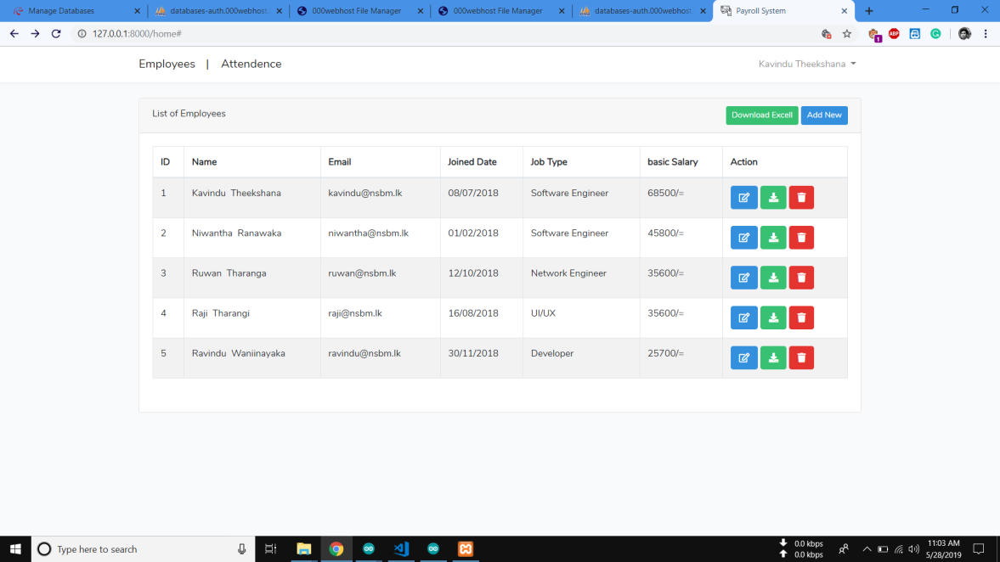 Manage Databases
databases-auth.000webhost.
000webhost File Manager
000webhost File Manager
databases-auth.000webhost.
Payroll System
127.0.0.1:8000/home#
1
ABP
Employees | Attendence
Kavindu Theekshana
List of Employees
Download Excell
Add New
ID Name Email Joined Date Job Type basic Salary Action
1 Kavindu Theekshana kavindu@nsbm.lk 08/07/2018 Software Engineer 68500/=
2 Niwantha Ranawaka niwantha@nsbm.lk 01/02/2018 Software Engineer 45800/=
3 Ruwan Tharanga ruwan@nsbm.lk 12/10/2018 Network Engineer 35600/=
4 Raji Tharangi raji@nsbm.lk 16/08/2018 UI/UX 35600/=
5 Ravindu Waniinayaka ravindu@nsbm.lk 30/11/2018 Developer 25700/=
Type here to search
0.0 kbps
0.0 kbps
11:03 AM
5/28/2019